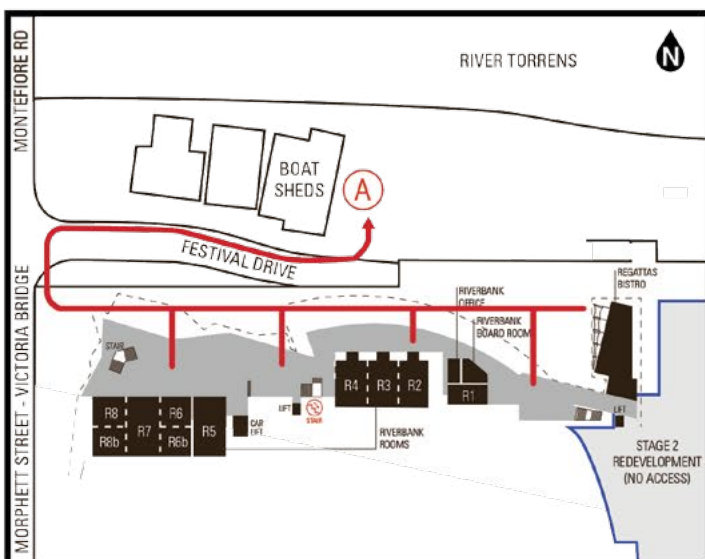 MONTEFIORE RD
RIVER TORRENS
N
BOAT
SHEDS
A
FESTIVAL DRIVE
MORPHETT STREET - VICTORIA BRIDGE
RIVERBANK
OFFICE
RIVERBANK
BOARD ROOM
REGATTAS
BISTRO
STAIR
R4
R3
R2
R1
R8
R7
R6
R5
R8b
R6b
CAR
LIFT
LIFT
STAIR
RIVERBANK
ROOMS
LIFT
STAGE 2
REDEVELOPMENT
(NO ACCESS)